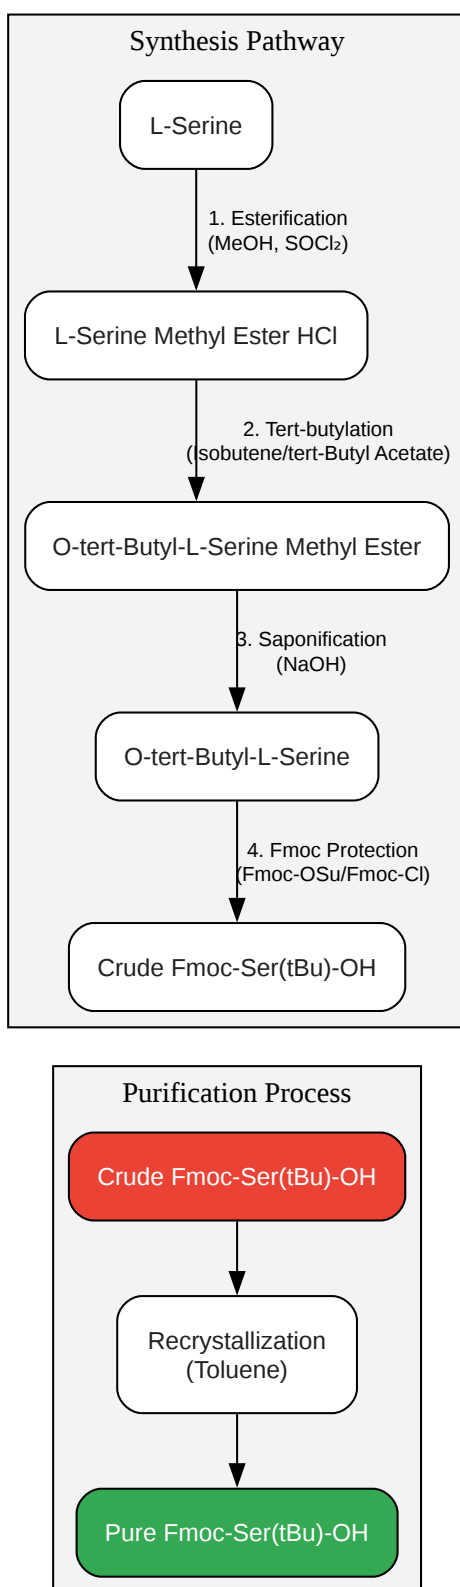 Synthesis Pathway
L-Serine
1. Esterification
(MeOH, SOCl₂)
L-Serine Methyl Ester HCl
2. Tert-butylation
(Isobutene/tert-Butyl Acetate)
O-tert-Butyl-L-Serine Methyl Ester
3. Saponification
(NaOH)
O-tert-Butyl-L-Serine
4. Fmoc Protection
(Fmoc-OSu/Fmoc-Cl)
Crude Fmoc-Ser(tBu)-OH
Purification Process
Crude Fmoc-Ser(tBu)-OH
Recrystallization
(Toluene)
Pure Fmoc-Ser(tBu)-OH